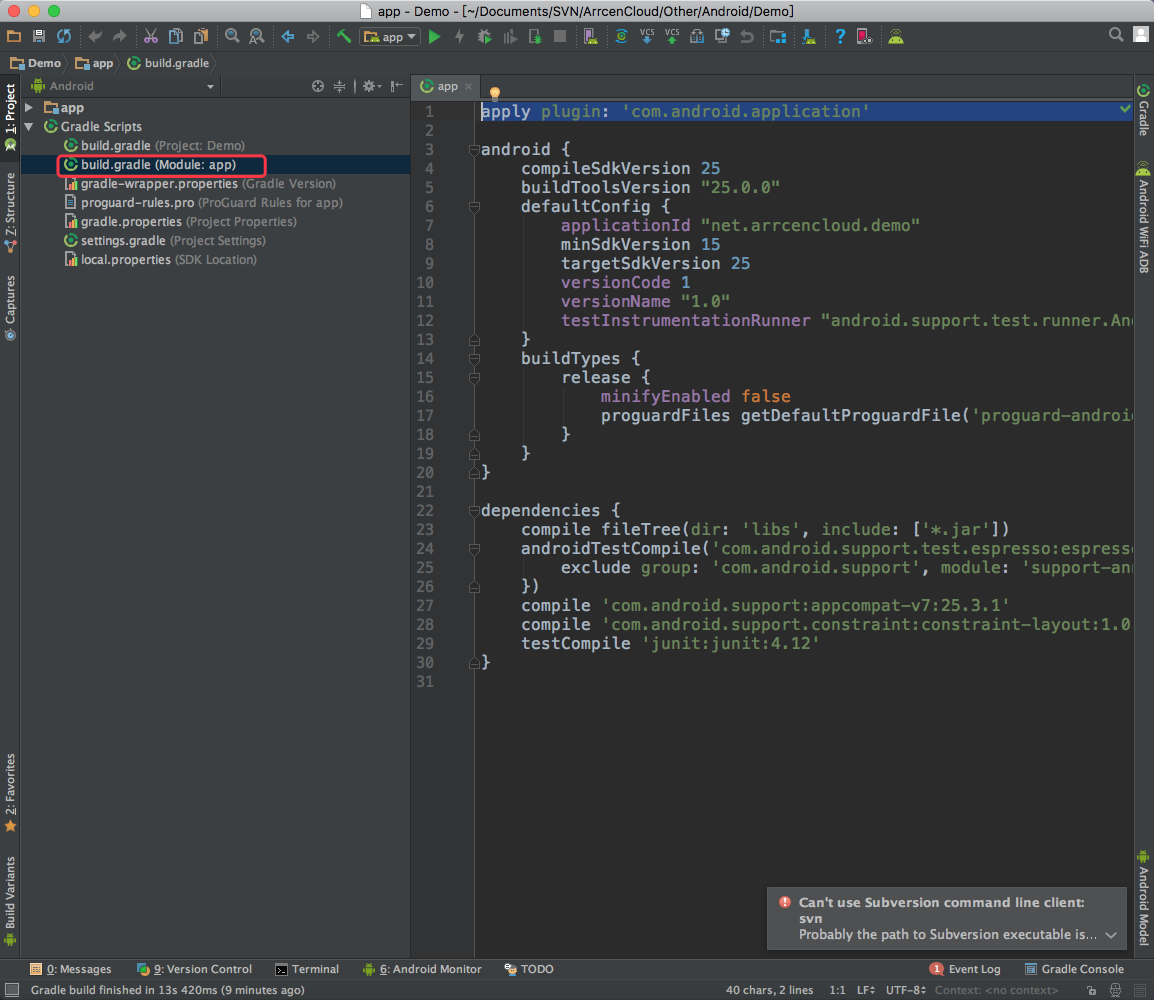 app - Demo - [~/Documents/SVN/ArrcenCloud/Other/Android/Demo]
app
VCS VCS
?
Demo app build.gradle
1: Project
Z: Structure
Captures
2: Favorites
Build Variants
Android
app
Gradle Scripts
build.gradle (Project: Demo)
build.gradle (Module: app)
gradle-wrapper.properties (Gradle Version)
proguard-rules.pro (ProGuard Rules for app)
gradle.properties (Project Properties)
settings.gradle (Project Settings)
local.properties (SDK Location)
app
1 apply plugin: 'com.android.application'
2
3 android {
4 compileSdkVersion 25
5 buildToolsVersion "25.0.0"
6 defaultConfig {
7 applicationId "net.arrcencloud.demo"
8 minSdkVersion 15
9 targetSdkVersion 25
10 versionCode 1
11 versionName "1.0"
12 testInstrumentationRunner "android.support.test.runner.An
13 }
14 buildTypes {
15 release {
16 minifyEnabled false
17 proguardFiles getDefaultProguardFile('proguard-androi
18 }
19 }
20 }
21
22 dependencies {
23 compile fileTree(dir: 'libs', include: ['*.jar'])
24 androidTestCompile('com.android.support.test.espresso:espress
25 exclude group: 'com.android.support', module: 'support-an
26 })
27 compile 'com.android.support:appcompat-v7:25.3.1'
28 compile 'com.android.support.constraint:constraint-layout:1.0
29 testCompile 'junit:junit:4.12'
30 }
31
Gradle
Android WiFi ADB
Android Model
Can't use Subversion command line client:
svn
Probably the path to Subversion executable is...
0: Messages 9: Version Control Terminal 6: Android Monitor TODO 1 Event Log Gradle Console
Gradle build finished in 13s 420ms (9 minutes ago) 40 chars, 2 lines 1:1 LF UTF-8 Context: <no context>